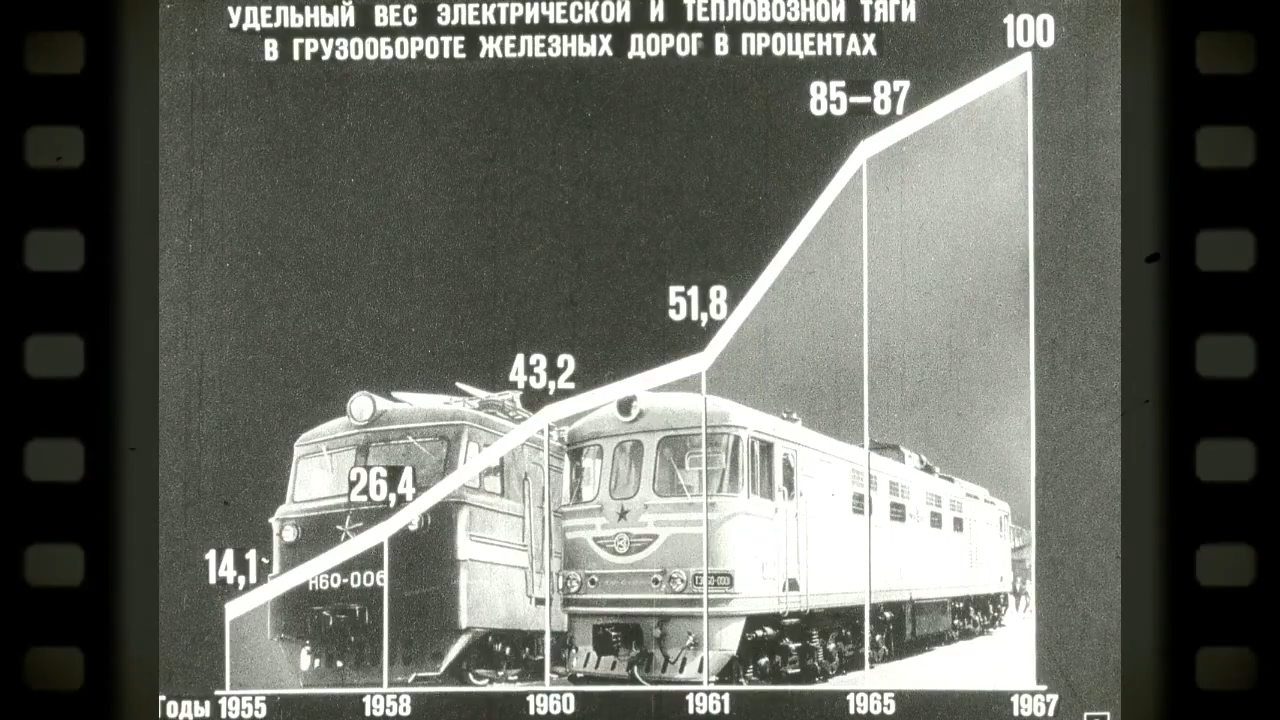 УДЕЛЬНЫЙ ВЕС ЭЛЕКТРИЧЕСКОЙ И ТЕПЛОВОЗНОЙ ТЯГИ
В ГРУЗООБОРОТЕ ЖЕЛЕЗНЫХ ДОРОГ В ПРОЦЕНТАХ
100
85–87
51,8
43,2
26,4
14,1
Н60-006
Годы 1955 1958 1960 1961 1965 1967